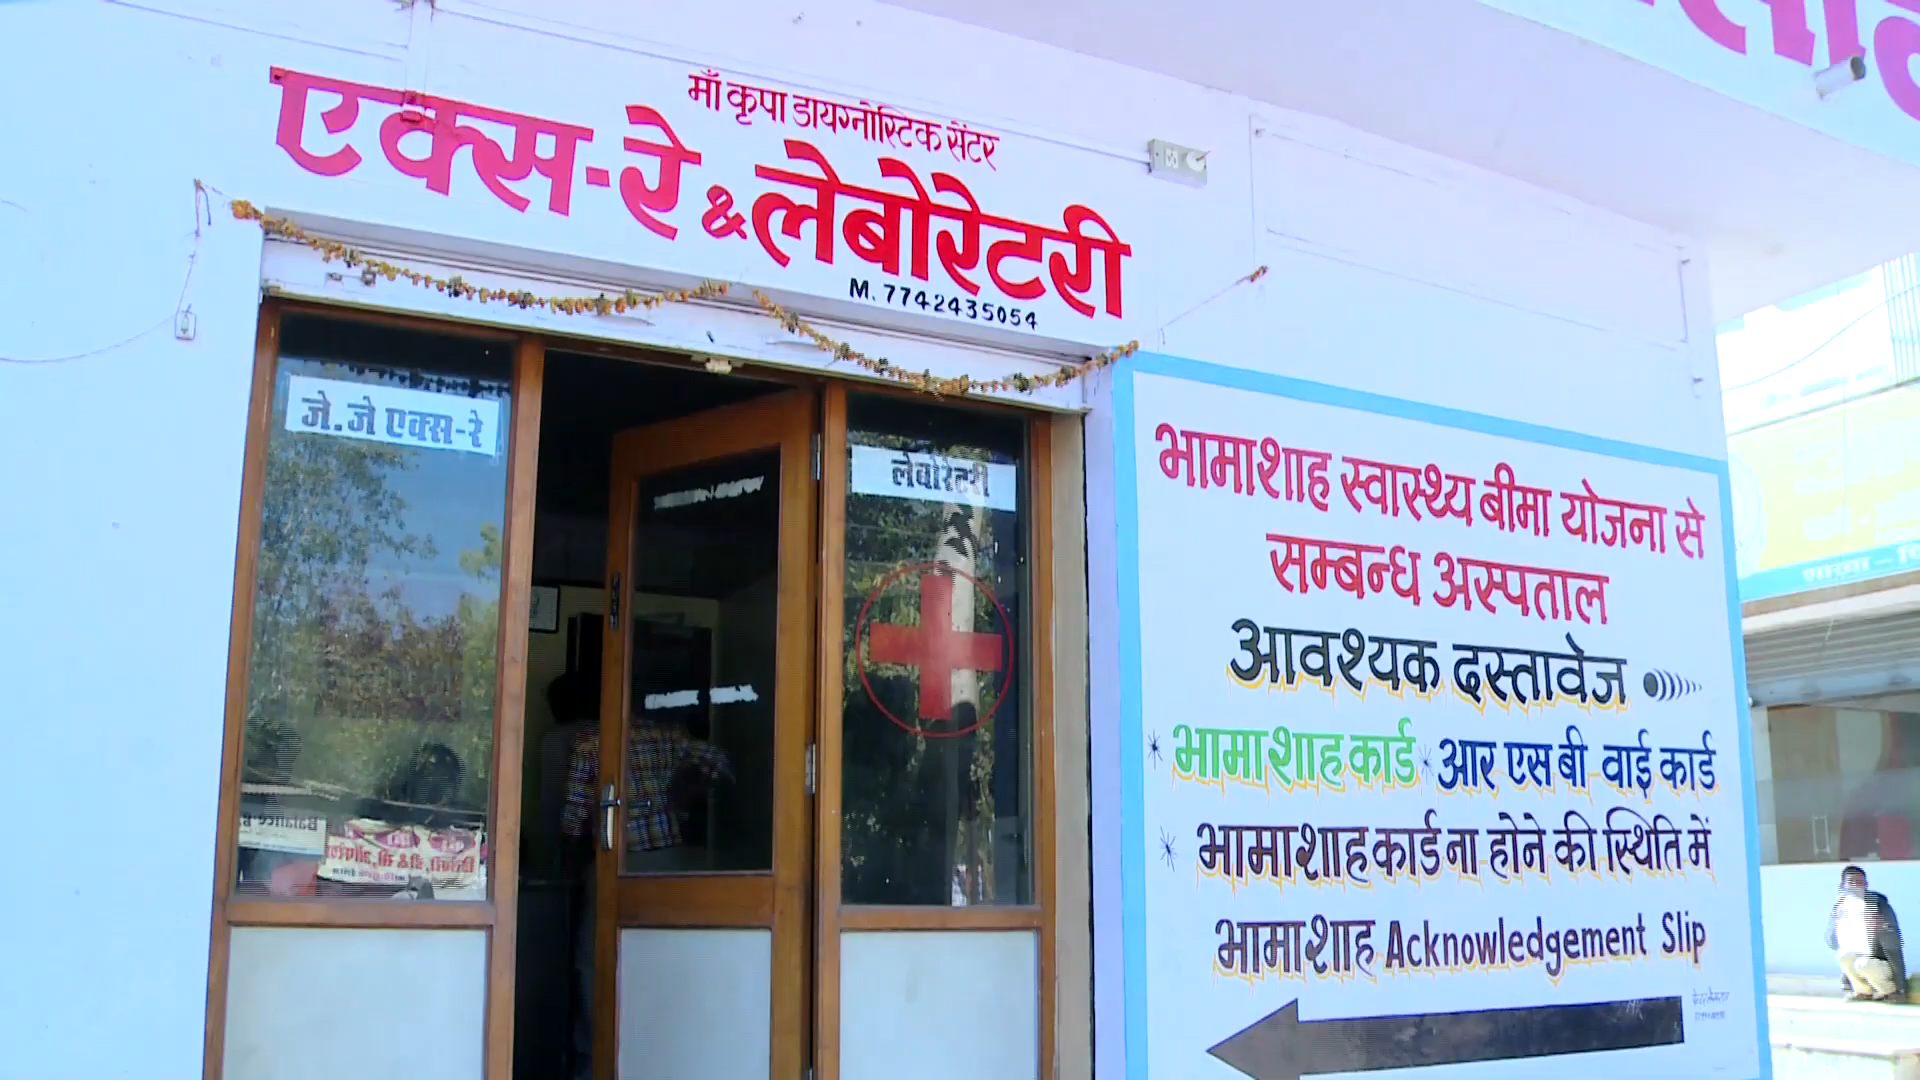 माँ कृपा डायग्नोस्टिक सेंटर
एक्स-रे & लेबोरेटरी
M. 7742435054
जे.जे एक्स-रे
लेबोरेटरी
भामाशाह स्वास्थ्य बीमा योजना से
सम्बन्ध अस्पताल
आवश्यक दस्तावेज
* भामाशाह कार्ड * आर एस बी वाई कार्ड
* भामाशाह कार्ड ना होने की स्थिति में
भामाशाह Acknowledgement Slip